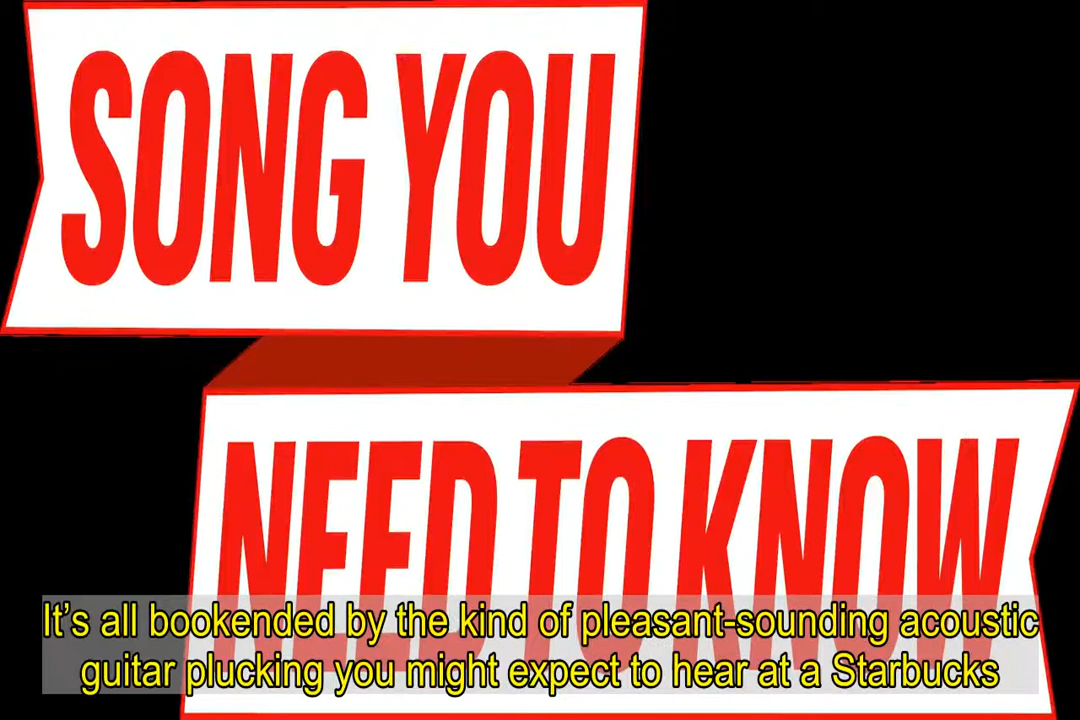 SONG YOU
NEED TO KNOW
It’s all bookended by the kind of pleasant-sounding acoustic
guitar plucking you might expect to hear at a Starbucks